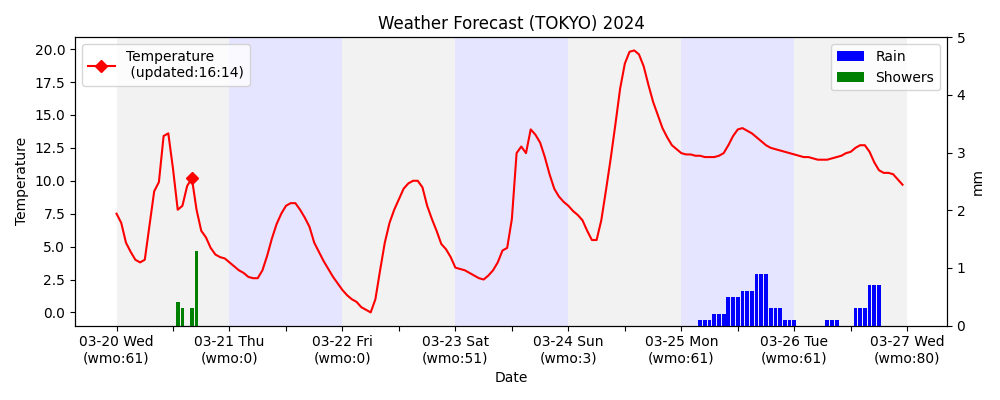 Weather Forecast (TOKYO) 2024
Temperature
(updated:16:14)
Rain
Showers
20.0
17.5
15.0
12.5
10.0
7.5
5.0
2.5
0.0
Temperature
5
4
3
2
1
0
mm
03-20 Wed
(wmo:61)
03-21 Thu
(wmo:0)
03-22 Fri
(wmo:0)
03-23 Sat
(wmo:51)
03-24 Sun
(wmo:3)
03-25 Mon
(wmo:61)
03-26 Tue
(wmo:61)
03-27 Wed
(wmo:80)
Date